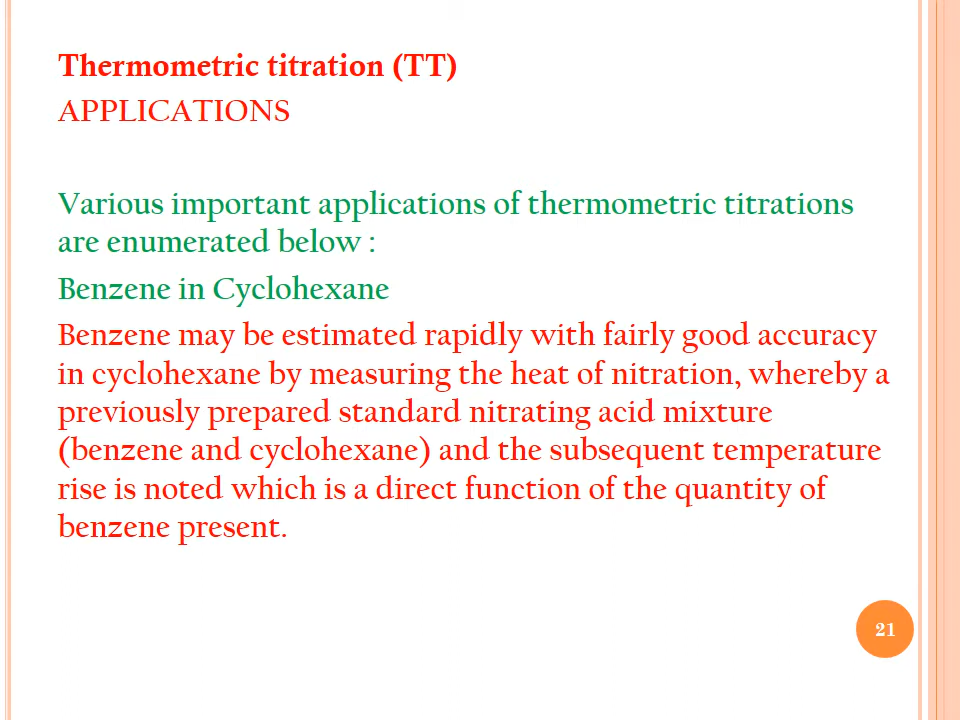 Thermometric titration (TT)
APPLICATIONS
Various important applications of thermometric titrations
are enumerated below :
Benzene in Cyclohexane
Benzene may be estimated rapidly with fairly good accuracy
in cyclohexane by measuring the heat of nitration, whereby a
previously prepared standard nitrating acid mixture
(benzene and cyclohexane) and the subsequent temperature
rise is noted which is a direct function of the quantity of
benzene present.
21